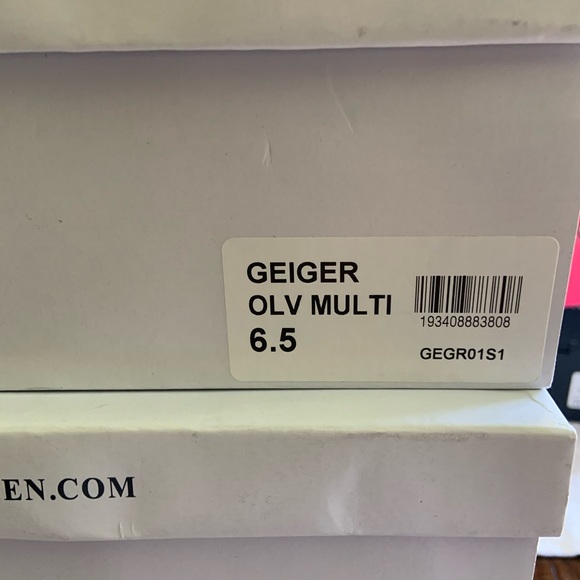 GEIGER
OLV MULTI
6.5
193408883808
GEGR01S1
EN.COM